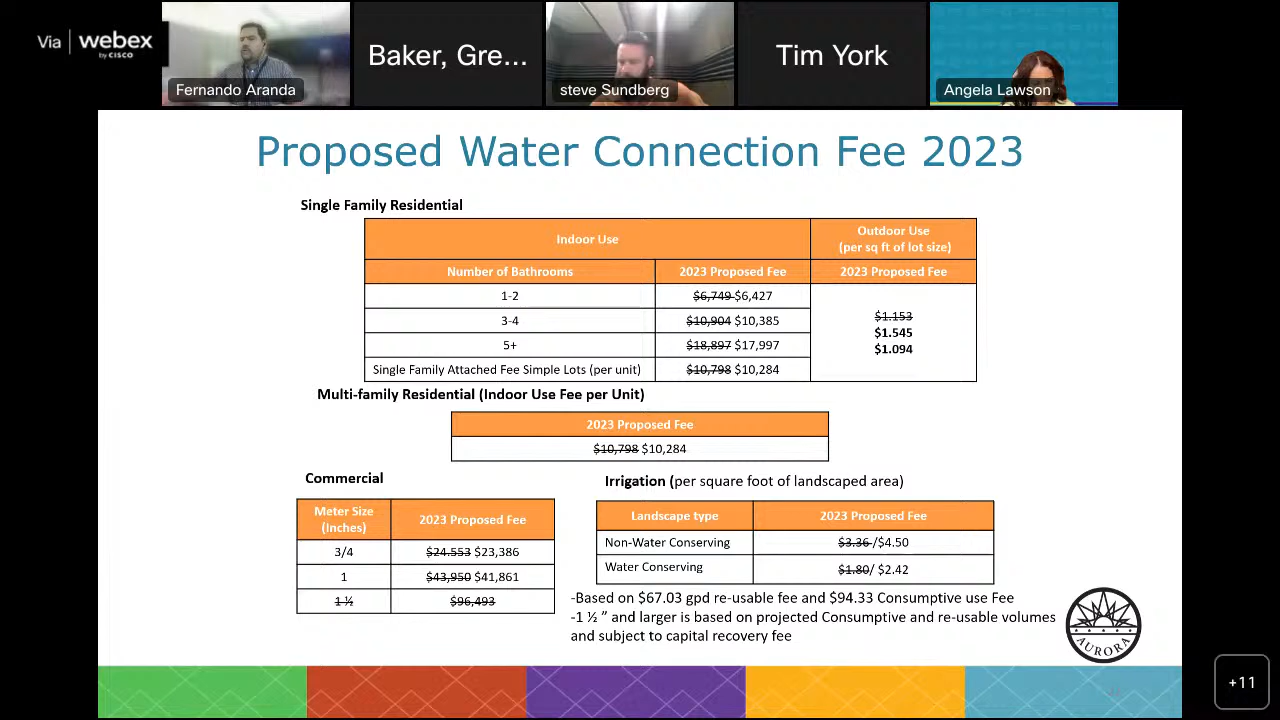 Via | webex
by CISCO
Fernando Aranda
Baker, Gre...
steve Sundberg
Tim York
Angela Lawson
Proposed Water Connection Fee 2023
Single Family Residential
Indoor Use
Outdoor Use
(per sq ft of lot size)
Number of Bathrooms 2023 Proposed Fee 2023 Proposed Fee
1-2 $6,749 $6,427
3-4 $10,904 $10,385
5+ $18,897 $17,997
Single Family Attached Fee Simple Lots (per unit) $10,798 $10,284
$1.153
$1.545
$1.094
Multi-family Residential (Indoor Use Fee per Unit)
2023 Proposed Fee
$10,798 $10,284
Commercial
Meter Size
(Inches)
2023 Proposed Fee
3/4 $24.553 $23,386
1 $43,950 $41,861
1 ½ $96,493
Irrigation (per square foot of landscaped area)
Landscape type 2023 Proposed Fee
Non-Water Conserving $3.36 /$4.50
Water Conserving $1.80/ $2.42
-Based on $67.03 gpd re-usable fee and $94.33 Consumptive use Fee
-1 ½ ” and larger is based on projected Consumptive and re-usable volumes
and subject to capital recovery fee
AURORA
+11